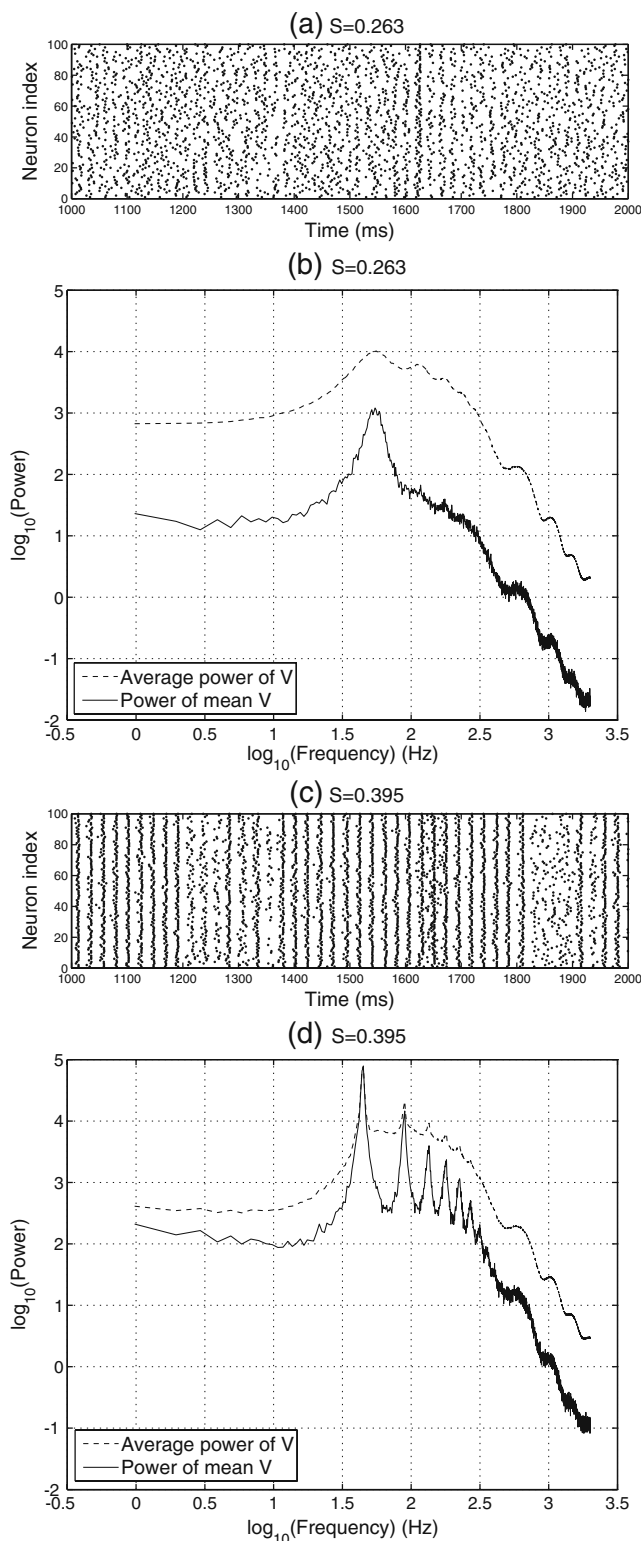 (a) S=0.263
100
80
60
40
20
0
Neuron index
1000 1100 1200 1300 1400 1500 1600 1700 1800 1900 2000
Time (ms)
(b) S=0.263
5
4
3
2
1
0
-1
-2
log10(Power)
Average power of V
Power of mean V
-0.5 0 0.5 1 1.5 2 2.5 3 3.5
log10(Frequency) (Hz)
(c) S=0.395
100
80
60
40
20
0
Neuron index
1000 1100 1200 1300 1400 1500 1600 1700 1800 1900 2000
Time (ms)
(d) S=0.395
5
4
3
2
1
0
-1
-2
log10(Power)
Average power of V
Power of mean V
-0.5 0 0.5 1 1.5 2 2.5 3 3.5
log10(Frequency) (Hz)